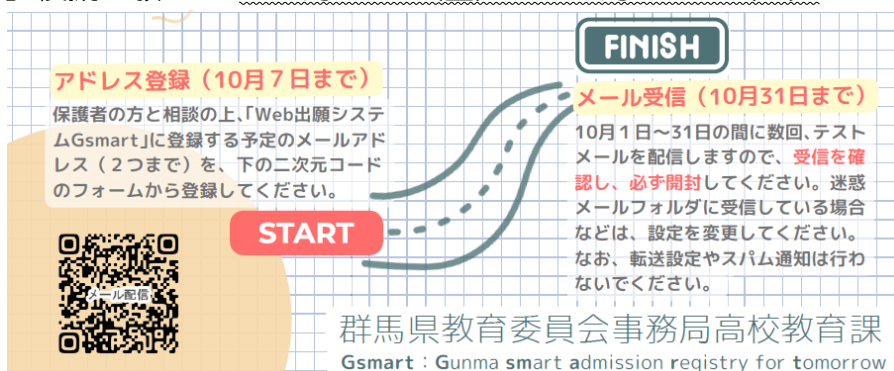 FINISH
アドレス登録（10月7日まで）
保護者の方と相談の上、「Web出願システ
ムGsmart」に登録する予定のメールアド
レス（2つまで）を、下の二次元コード
のフォームから登録してください。
START
メール配信
メール受信（10月31日まで）
10月1日～31日の間に数回、テスト
メールを配信しますので、受信を確
認し、必ず開封してください。迷惑
メールフォルダに受信している場合
などは、設定を変更してください。
なお、転送設定やスパム通知は行わ
ないでください。
群馬県教育委員会事務局高校教育課
Gsmart：Gunma smart admission registry for tomorrow